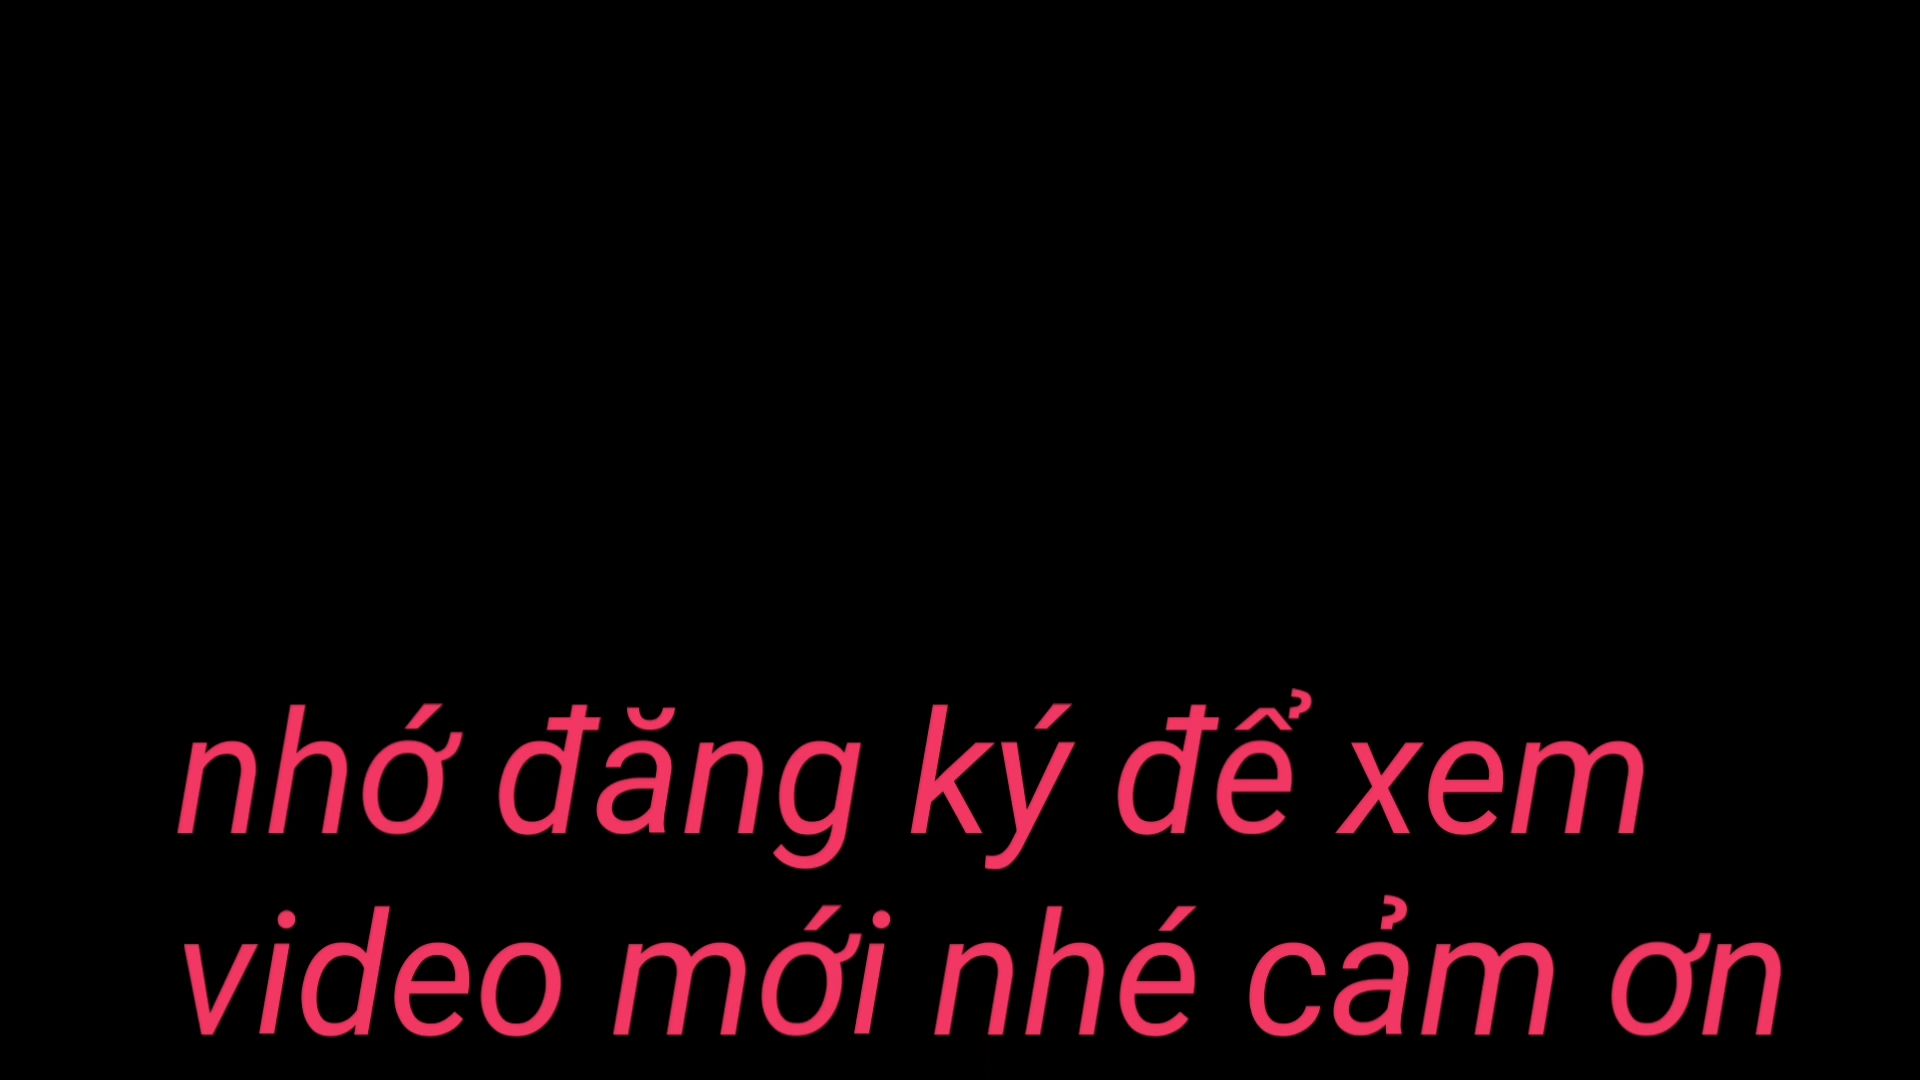 nhớ đăng ký để xem
video mới nhé cảm ơn